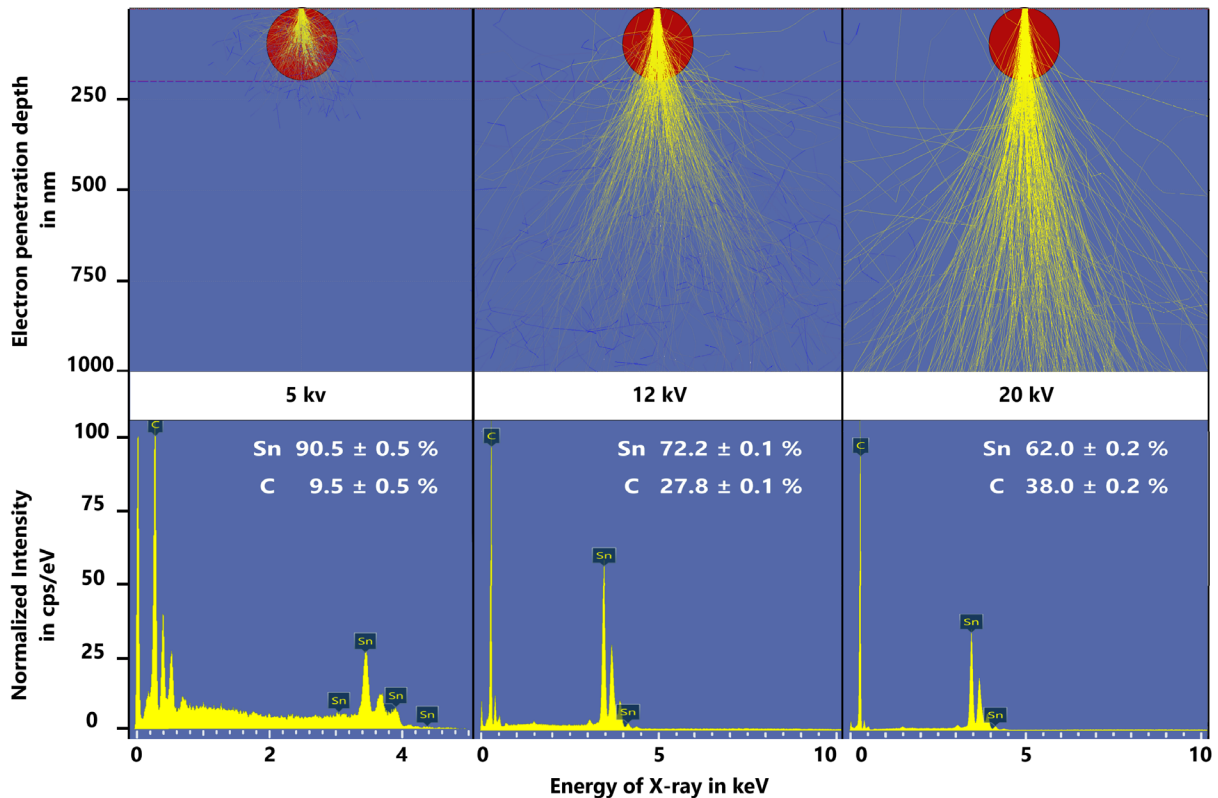 Electron penetration depth
in nm
250
500
750
1000
5 kv
12 kV
20 kV
Normalized Intensity
in cps/eV
100
75
50
25
0
C
Sn 90.5 ± 0.5 %
C 9.5 ± 0.5 %
Sn
Sn
Sn
Sn
C
Sn 72.2 ± 0.1 %
C 27.8 ± 0.1 %
Sn
Sn
C
Sn 62.0 ± 0.2 %
C 38.0 ± 0.2 %
Sn
Sn
0 2 4
0 5 10
0 5 10
Energy of X-ray in keV